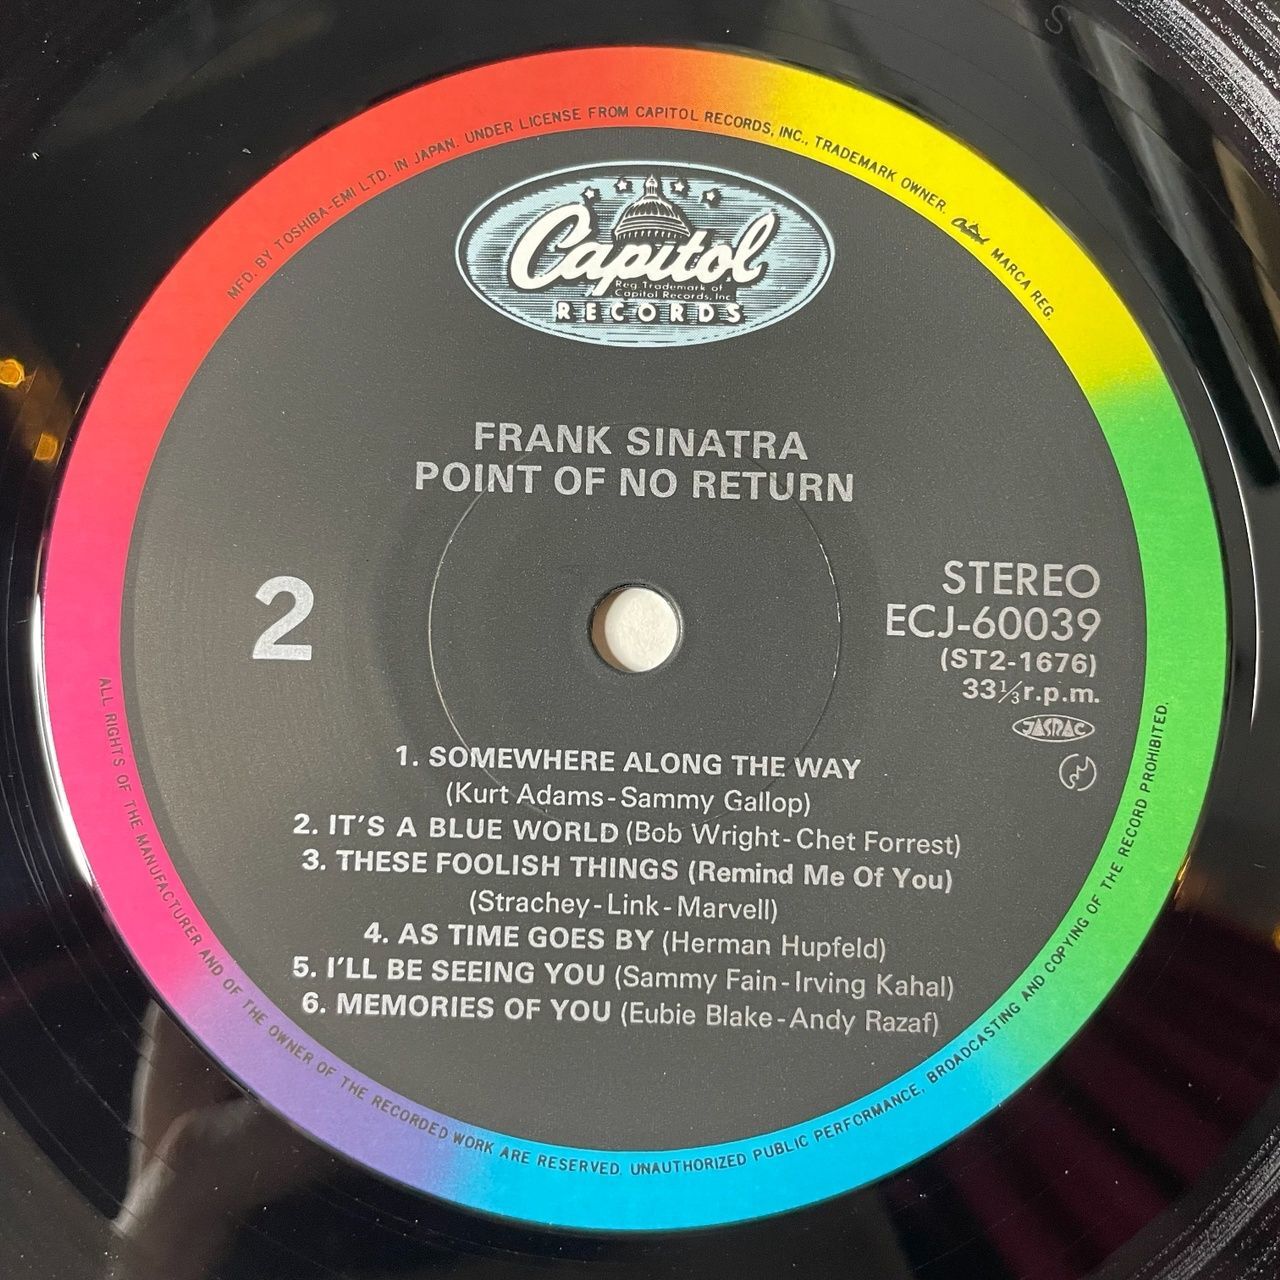 MFD. BY TOSHIBA-EMI LTD. IN JAPAN. UNDER LICENSE FROM CAPITOL RECORDS, INC., TRADEMARK OWNER. Capitol MARCA REG.
Capitol
Reg. Trademark of
Capitol Records, Inc.
RECORDS
FRANK SINATRA
POINT OF NO RETURN
2
STEREO
ECJ-60039
(ST2-1676)
33⅓r.p.m.
JASRAC
1. SOMEWHERE ALONG THE WAY
(Kurt Adams-Sammy Gallop)
2. IT'S A BLUE WORLD (Bob Wright-Chet Forrest)
3. THESE FOOLISH THINGS (Remind Me Of You)
(Strachey-Link-Marvell)
4. AS TIME GOES BY (Herman Hupfeld)
5. I'LL BE SEEING YOU (Sammy Fain-Irving Kahal)
6. MEMORIES OF YOU (Eubie Blake-Andy Razaf)
ALL RIGHTS OF THE MANUFACTURER AND OF THE OWNER OF THE RECORDED WORK ARE RESERVED. UNAUTHORIZED PUBLIC PERFORMANCE, BROADCASTING AND COPYING OF THE RECORD PROHIBITED.